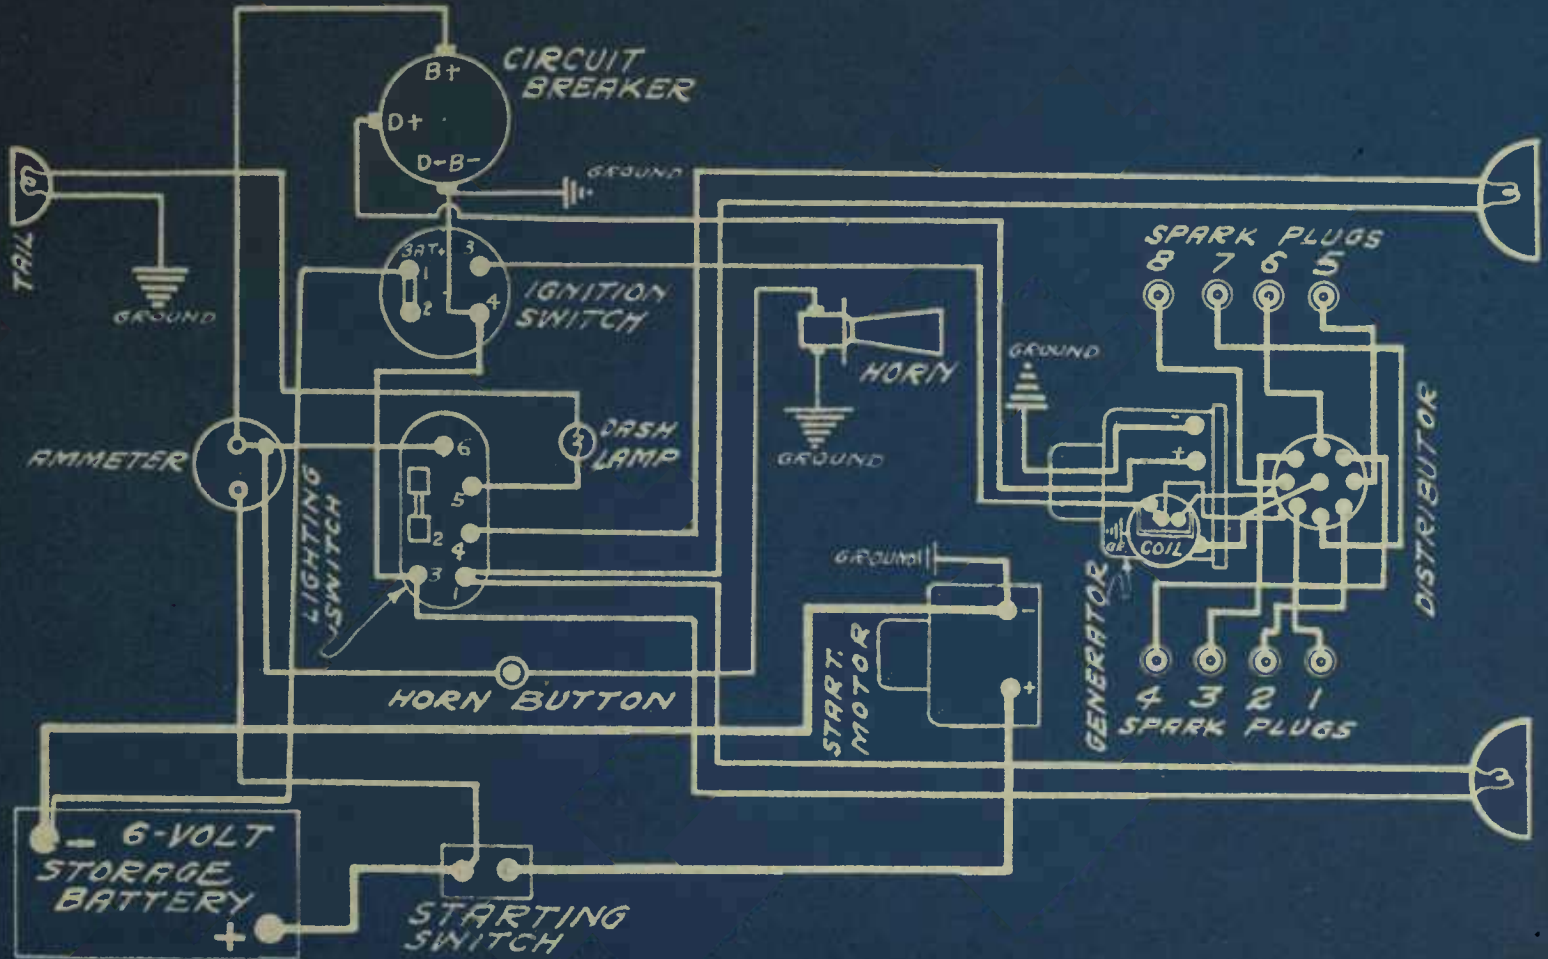 CIRCUIT
BREAKER
B+
D+
D-B-
GROUND
TAIL
GROUND
BAT.
1
3
2
4
IGNITION
SWITCH
SPARK PLUGS
8 7 6 5
HORN
GROUND
GROUND
AMMETER
DASH
LAMP
6
5
2
4
3
1
LIGHTING
SWITCH
-
+
COIL
GENERATOR
DISTRIBUTOR
GROUND
-
+
START.
MOTOR
HORN BUTTON
4 3 2 1
SPARK PLUGS
- 6-VOLT
STORAGE
BATTERY
+
STARTING
SWITCH